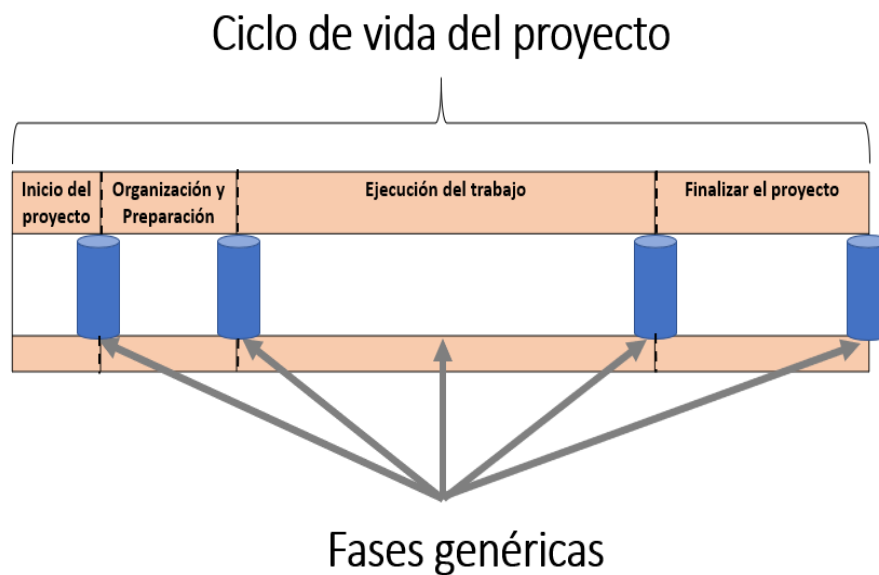 Ciclo de vida del proyecto
Inicio del
proyecto
Organización y
Preparación
Ejecución del trabajo
Finalizar el proyecto
Fases genéricas